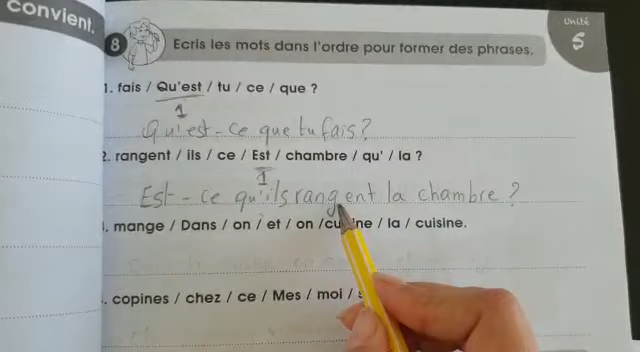 convient.
8 Ecris les mots dans l'ordre pour former des phrases.
Unité
5
1. fais / Qu'est / tu / ce / que ?
1
Qu'est-ce que tu fais?
2. rangent / ils / ce / Est / chambre / qu' / la ?
1
Est-ce qu'ils rangent la chambre ?
. mange / Dans / on / et / on / / la / cuisine.
. copines / chez / ce / Mes / moi /